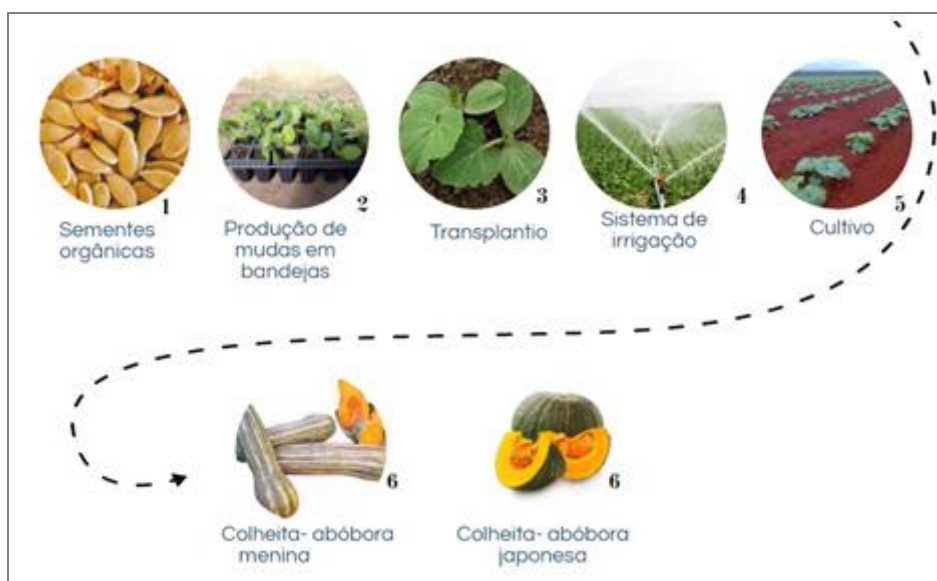 1
Sementes
orgânicas
2
Produção de
mudas em
bandejas
3
Transplantio
4
Sistema de
irrigação
5
Cultivo
6
Colheita- abóbora
menina
6
Colheita- abóbora
japonesa